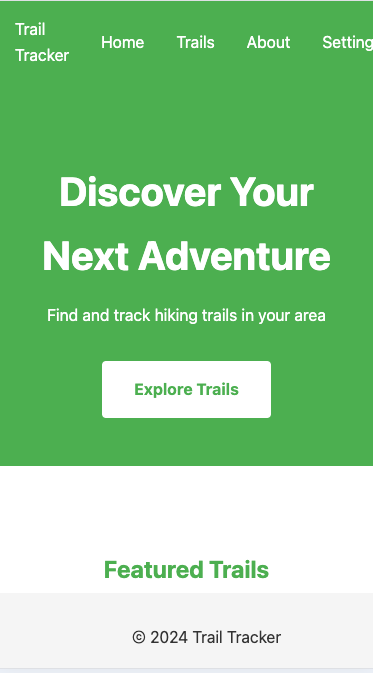 Trail
Tracker
Home
Trails
About
Setting
Discover Your
Next Adventure
Find and track hiking trails in your area
Explore Trails
Featured Trails
© 2024 Trail Tracker